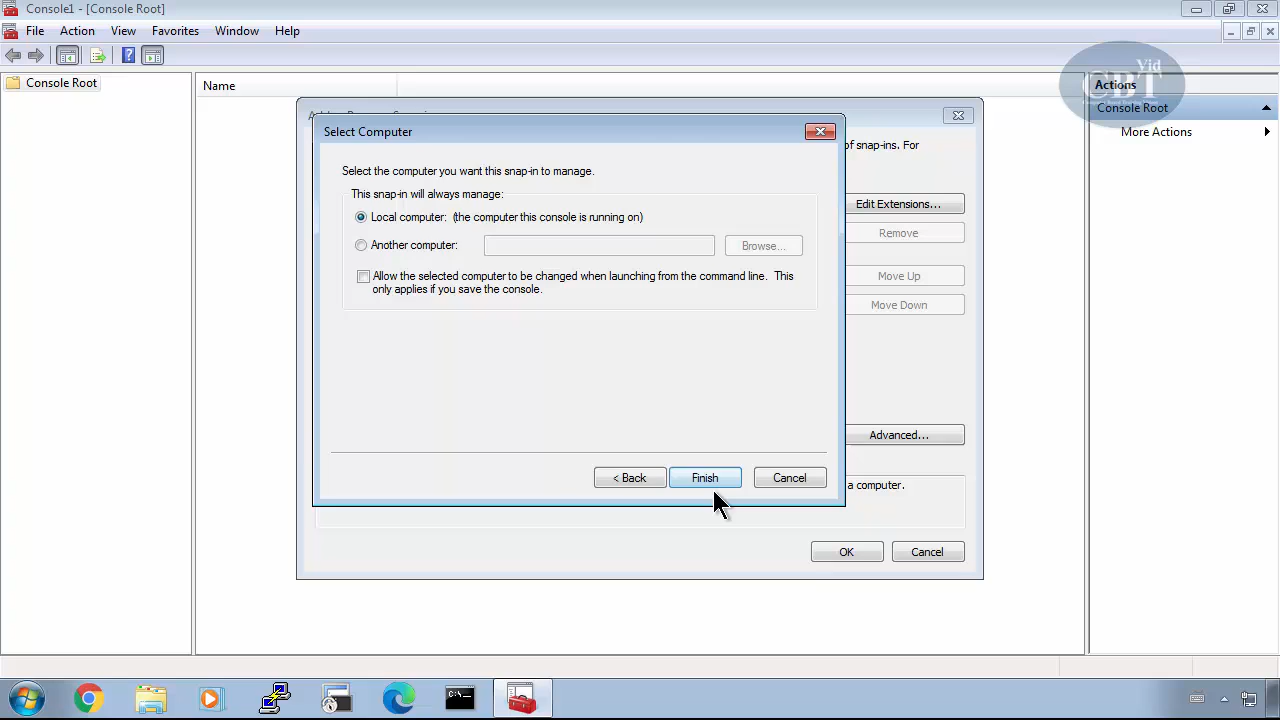 Console1 - [Console Root]
File Action View Favorites Window Help
Console Root
Name
Vid
CBT
Actions
Console Root
More Actions
of snap-ins. For
Edit Extensions...
Remove
Move Up
Move Down
Advanced...
a computer.
OK
Cancel
Select Computer
Select the computer you want this snap-in to manage.
This snap-in will always manage:
Local computer: (the computer this console is running on)
Another computer:
Browse...
Allow the selected computer to be changed when launching from the command line. This
only applies if you save the console.
< Back
Finish
Cancel